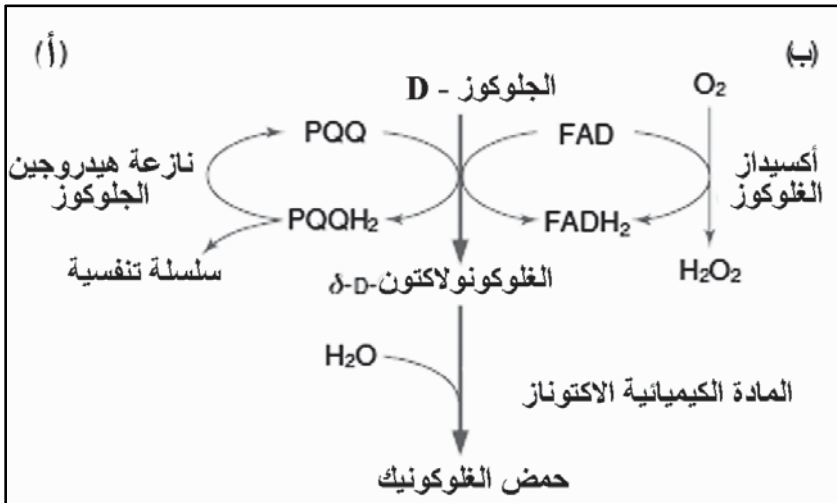 (أ)
(ب)
D - الجلوكوز
O2
PQQ
FAD
نازعة هيدروجين
الجلوكوز
أكسيداز
الغلوكوز
PQQH2
FADH2
سلسلة تنفسية
الغلوكونولاكتون-δ-D
H2O2
H2O
المادة الكيميائية الاكتوناز
حمض الغلوكونيك